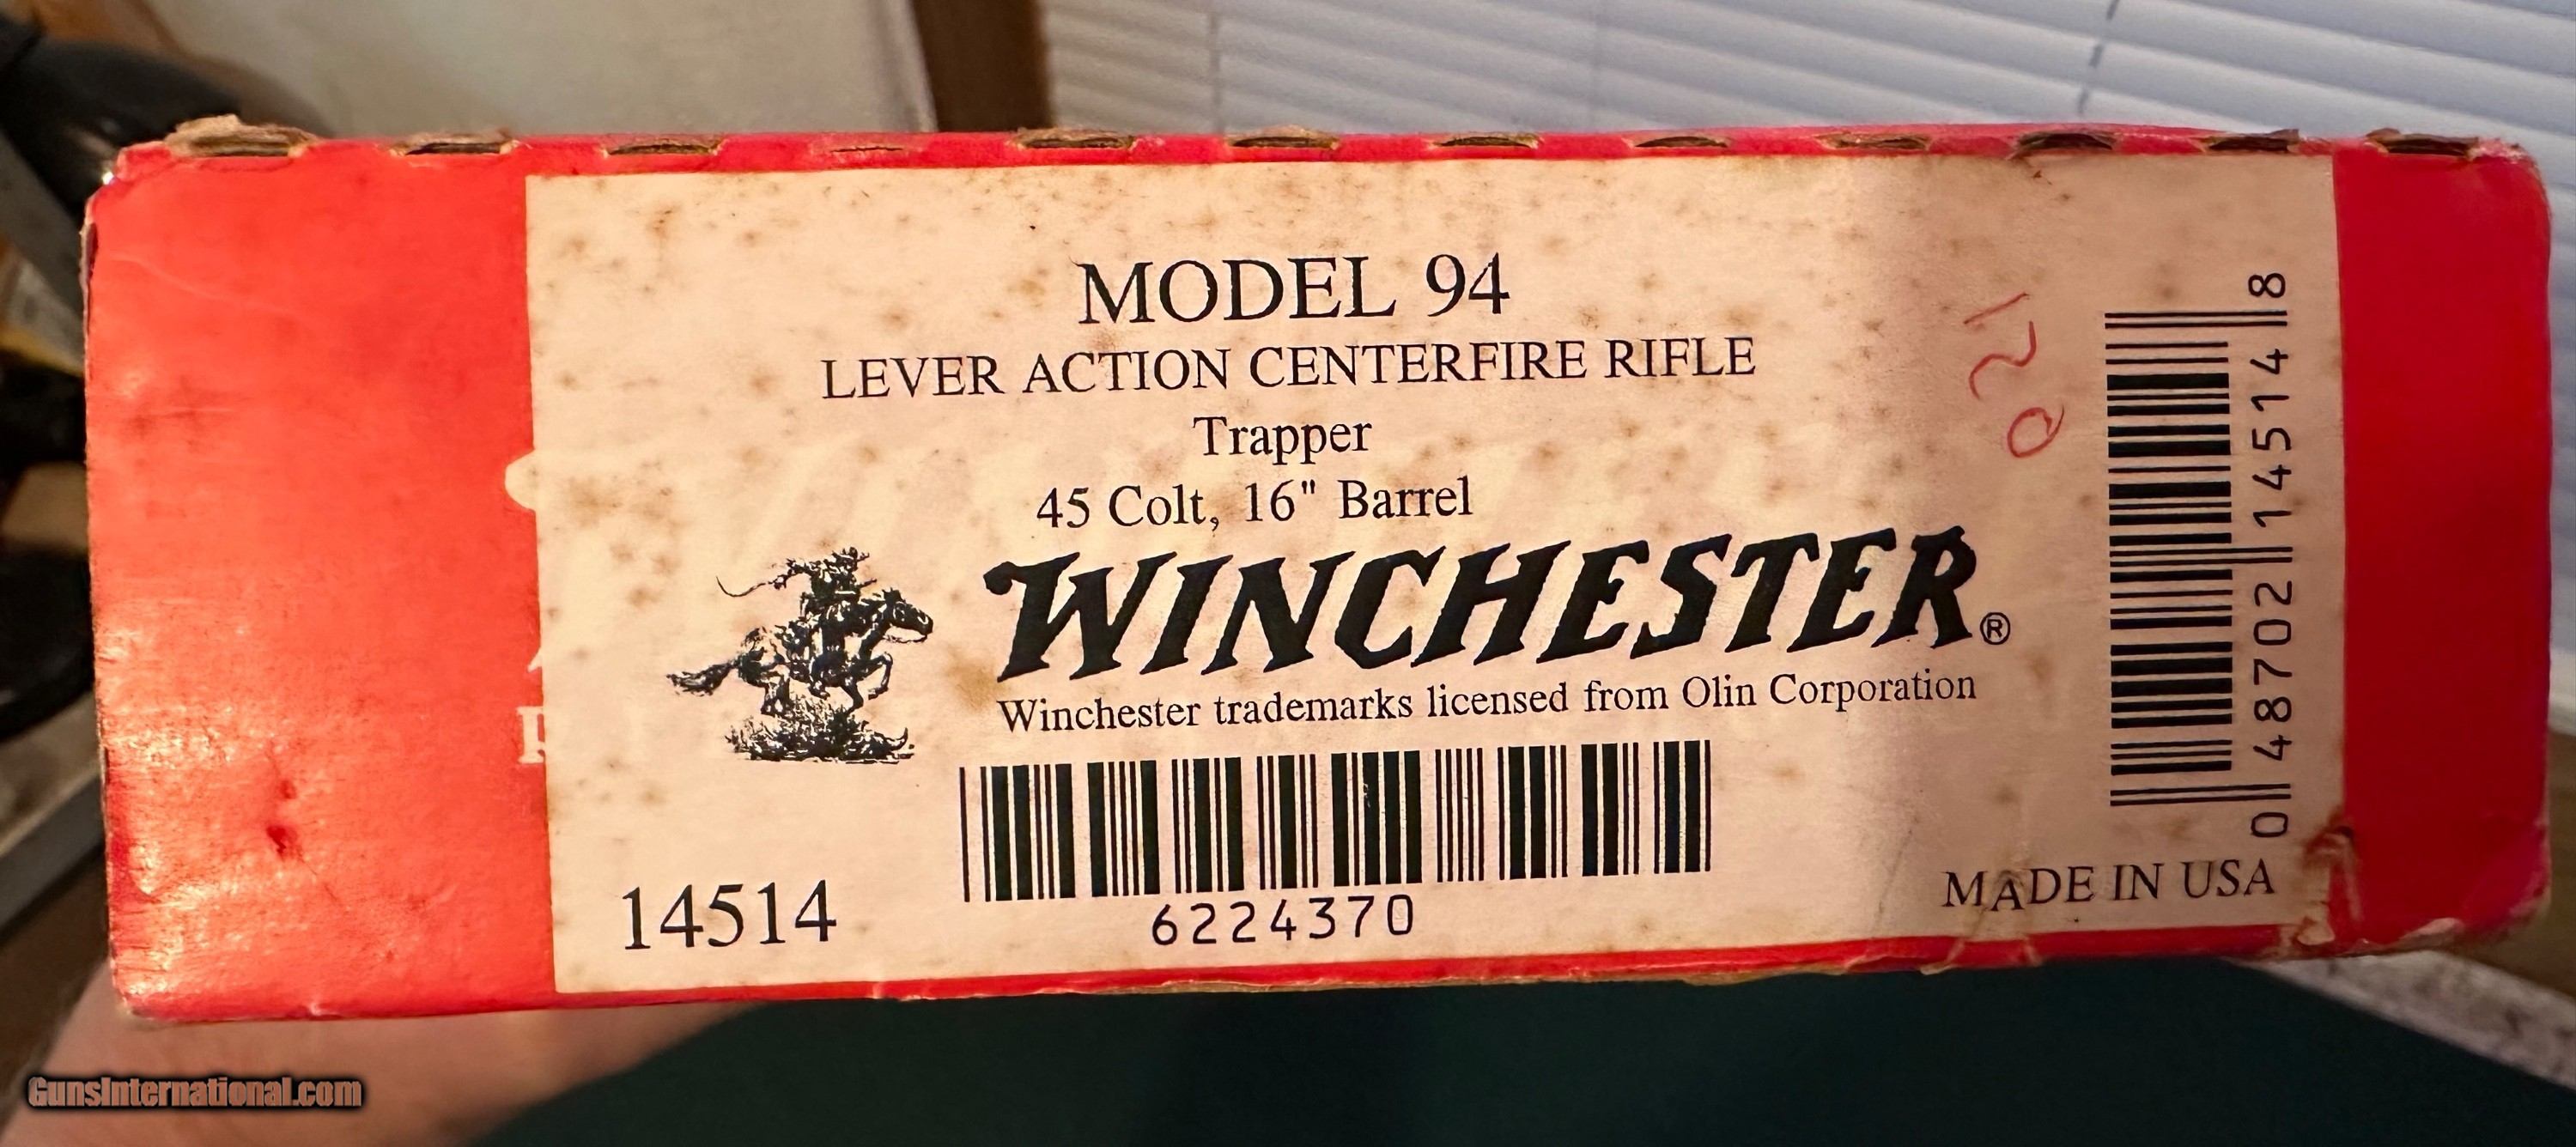 MODEL 94
LEVER ACTION CENTERFIRE RIFLE
Trapper
45 Colt, 16" Barrel
WINCHESTER®
Winchester trademarks licensed from Olin Corporation
14514
6224370
MADE IN USA
0 48702 14514 8
GunsInternational.com